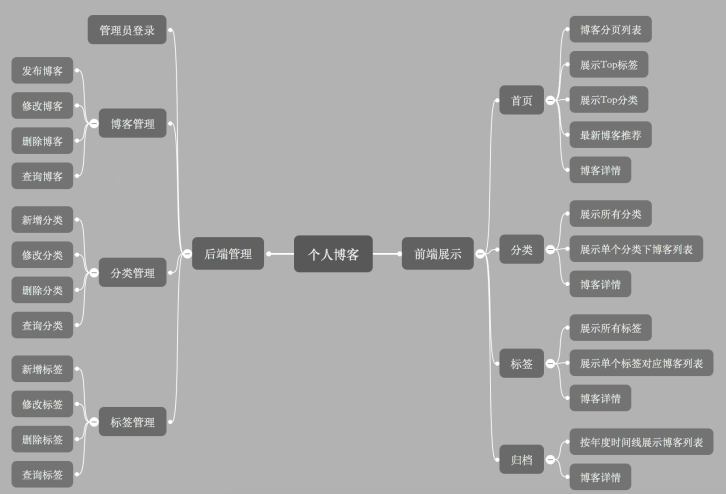 个人博客
后端管理
管理员登录
博客管理
发布博客
修改博客
删除博客
查询博客
分类管理
新增分类
修改分类
删除分类
查询分类
标签管理
新增标签
修改标签
删除标签
查询标签
前端展示
首页
博客分页列表
展示Top标签
展示Top分类
最新博客推荐
博客详情
分类
展示所有分类
展示单个分类下博客列表
博客详情
标签
展示所有标签
展示单个标签对应博客列表
博客详情
归档
按年度时间线展示博客列表
博客详情